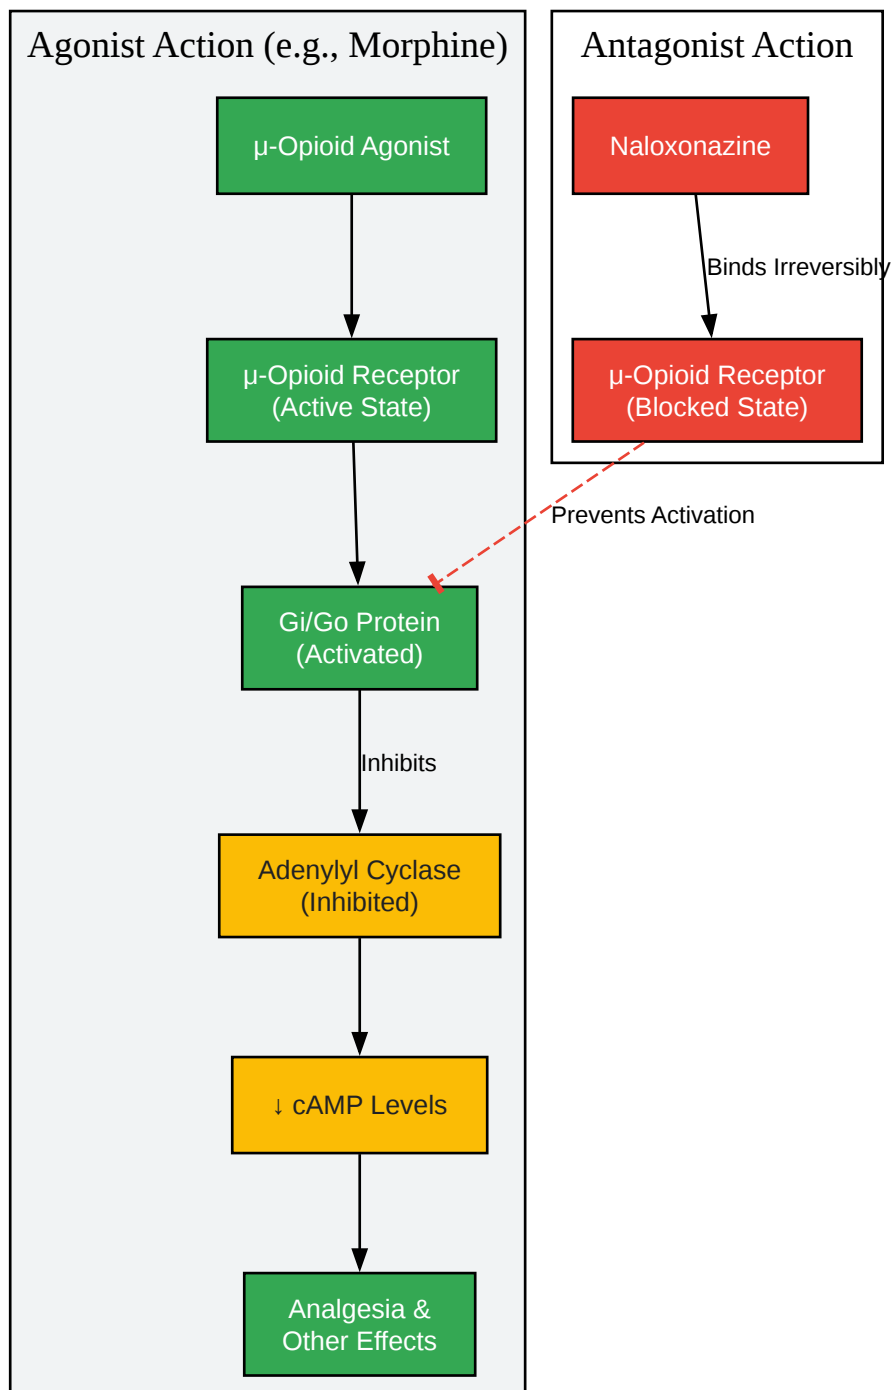 Agonist Action (e.g., Morphine)
μ-Opioid Agonist
μ-Opioid Receptor
(Active State)
Gi/Go Protein
(Activated)
Inhibits
Adenylyl Cyclase
(Inhibited)
↓ cAMP Levels
Analgesia &
Other Effects
Antagonist Action
Naloxonazine
Binds Irreversibly
μ-Opioid Receptor
(Blocked State)
Prevents Activation